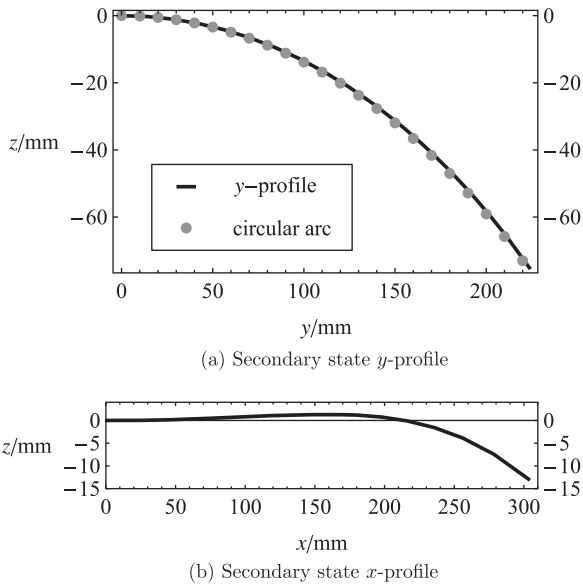 0 0
−20 −20
z/mm
−40 −40
y−profile
circular arc
−60 −60
0 50 100 150 200
y/mm
(a) Secondary state y-profile
0 0
z/mm −5 −5
−10 −10
−15 −15
0 50 100 150 200 250 300
x/mm
(b) Secondary state x-profile